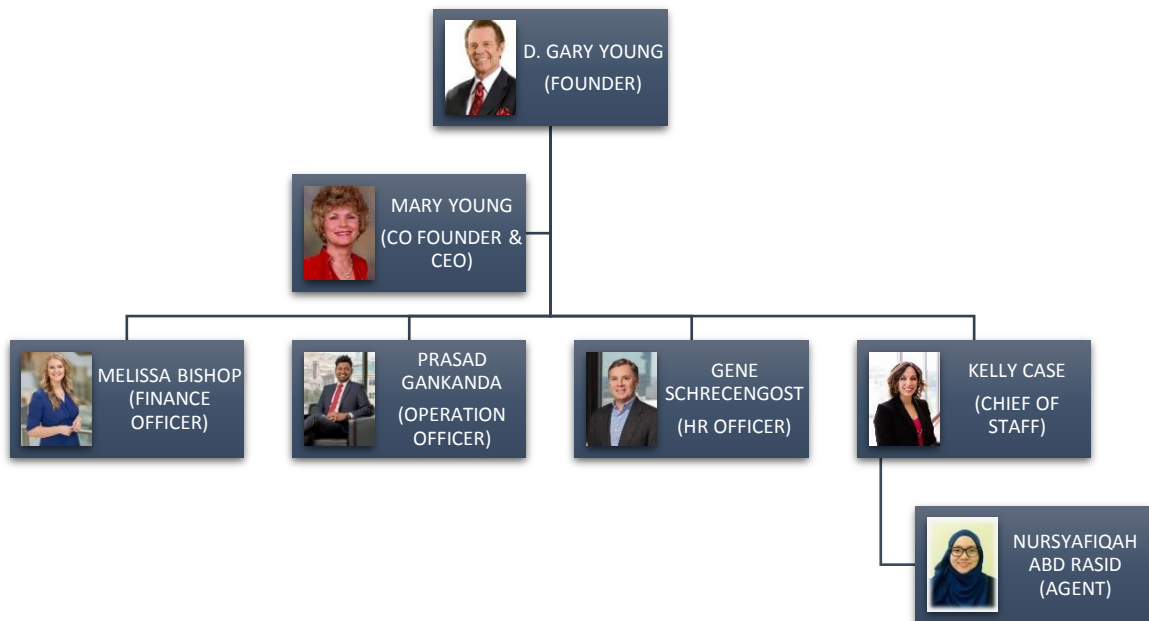 D. GARY YOUNG
(FOUNDER)
MARY YOUNG
(CO FOUNDER &
CEO)
MELISSA BISHOP
(FINANCE
OFFICER)
PRASAD
GANKANDA
(OPERATION
OFFICER)
GENE
SCHRECENGOST
(HR OFFICER)
KELLY CASE
(CHIEF OF
STAFF)
NURSYAFIQAH
ABD RASID
(AGENT)